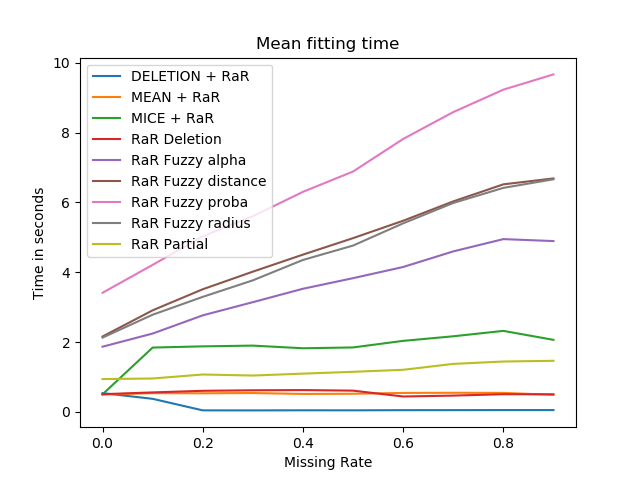 Mean fitting time
10
8
6
4
2
0
Time in seconds
DELETION + RaR
MEAN + RaR
MICE + RaR
RaR Deletion
RaR Fuzzy alpha
RaR Fuzzy distance
RaR Fuzzy proba
RaR Fuzzy radius
RaR Partial
0.0 0.2 0.4 0.6 0.8
Missing Rate